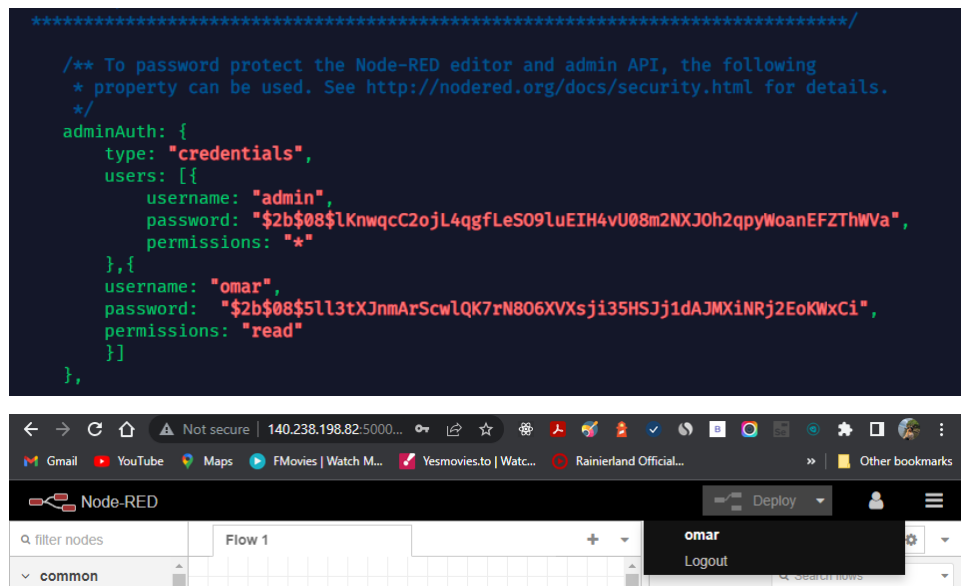 *****************************************************************************/
/** To password protect the Node-RED editor and admin API, the following
* property can be used. See http://nodered.org/docs/security.html for details.
*/
adminAuth: {
type: "credentials",
users: [{
username: "admin",
password: "$2b$08$lKnwqcC2ojL4qgfLeSO9luEIH4vU08m2NXJOh2qpyWoanEFZThWVa",
permissions: "*"
},{
username: "omar",
password: "$2b$08$5ll3tXJnmArScwlQK7rN8O6XVXsji35HSJj1dAJMXiNRj2EoKWxCi",
permissions: "read"
}]
},
Not secure | 140.238.198.82:5000...
Gmail YouTube Maps FMovies | Watch M... Yesmovies.to | Watc... Rainierland Official... » Other bookmarks
Node-RED Deploy
filter nodes Flow 1 + omar
Logout
common Search flows